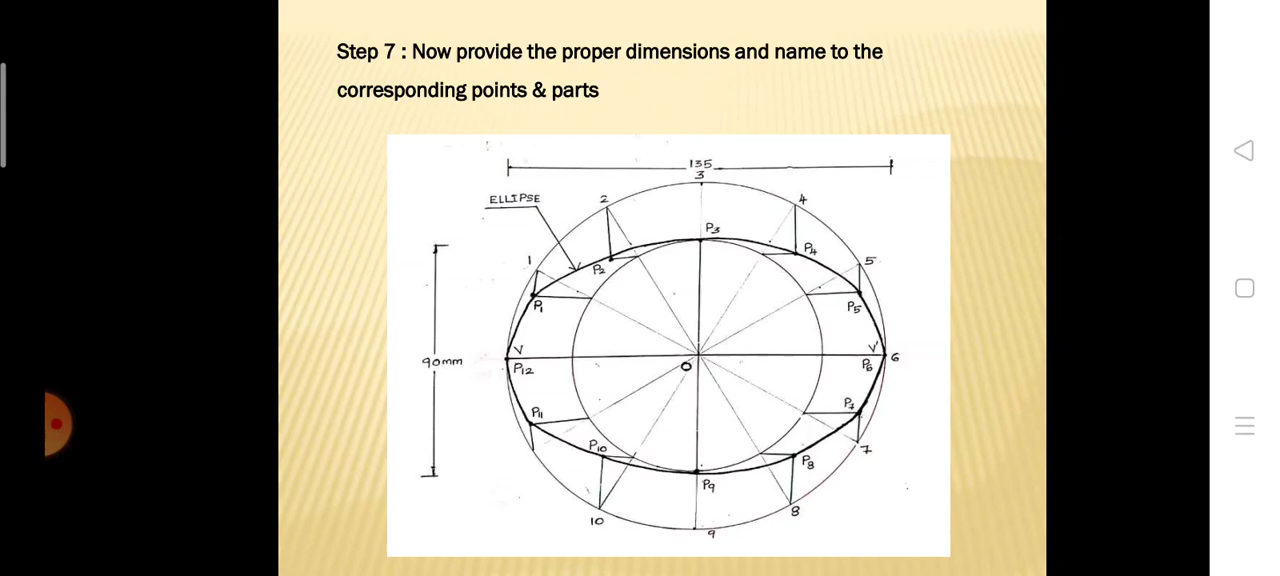 Step 7 : Now provide the proper dimensions and name to the
corresponding points & parts
135
3
ELLIPSE
2
4
P3
P4
1
P2
5
P1
P5
V
V'
90mm
P12
O
P6
6
P11
P7
P10
7
P8
P9
10
8
9